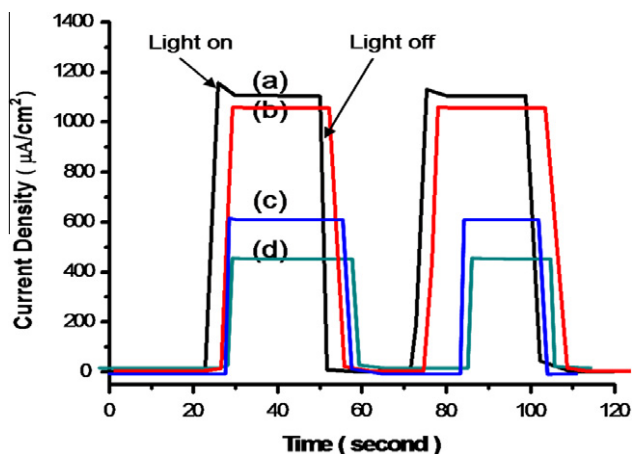 1400
1200
1000
800
600
400
200
0
Current Density ( μA/cm²)
Light on
Light off
(a)
(b)
(c)
(d)
0 20 40 60 80 100 120
Time ( second)